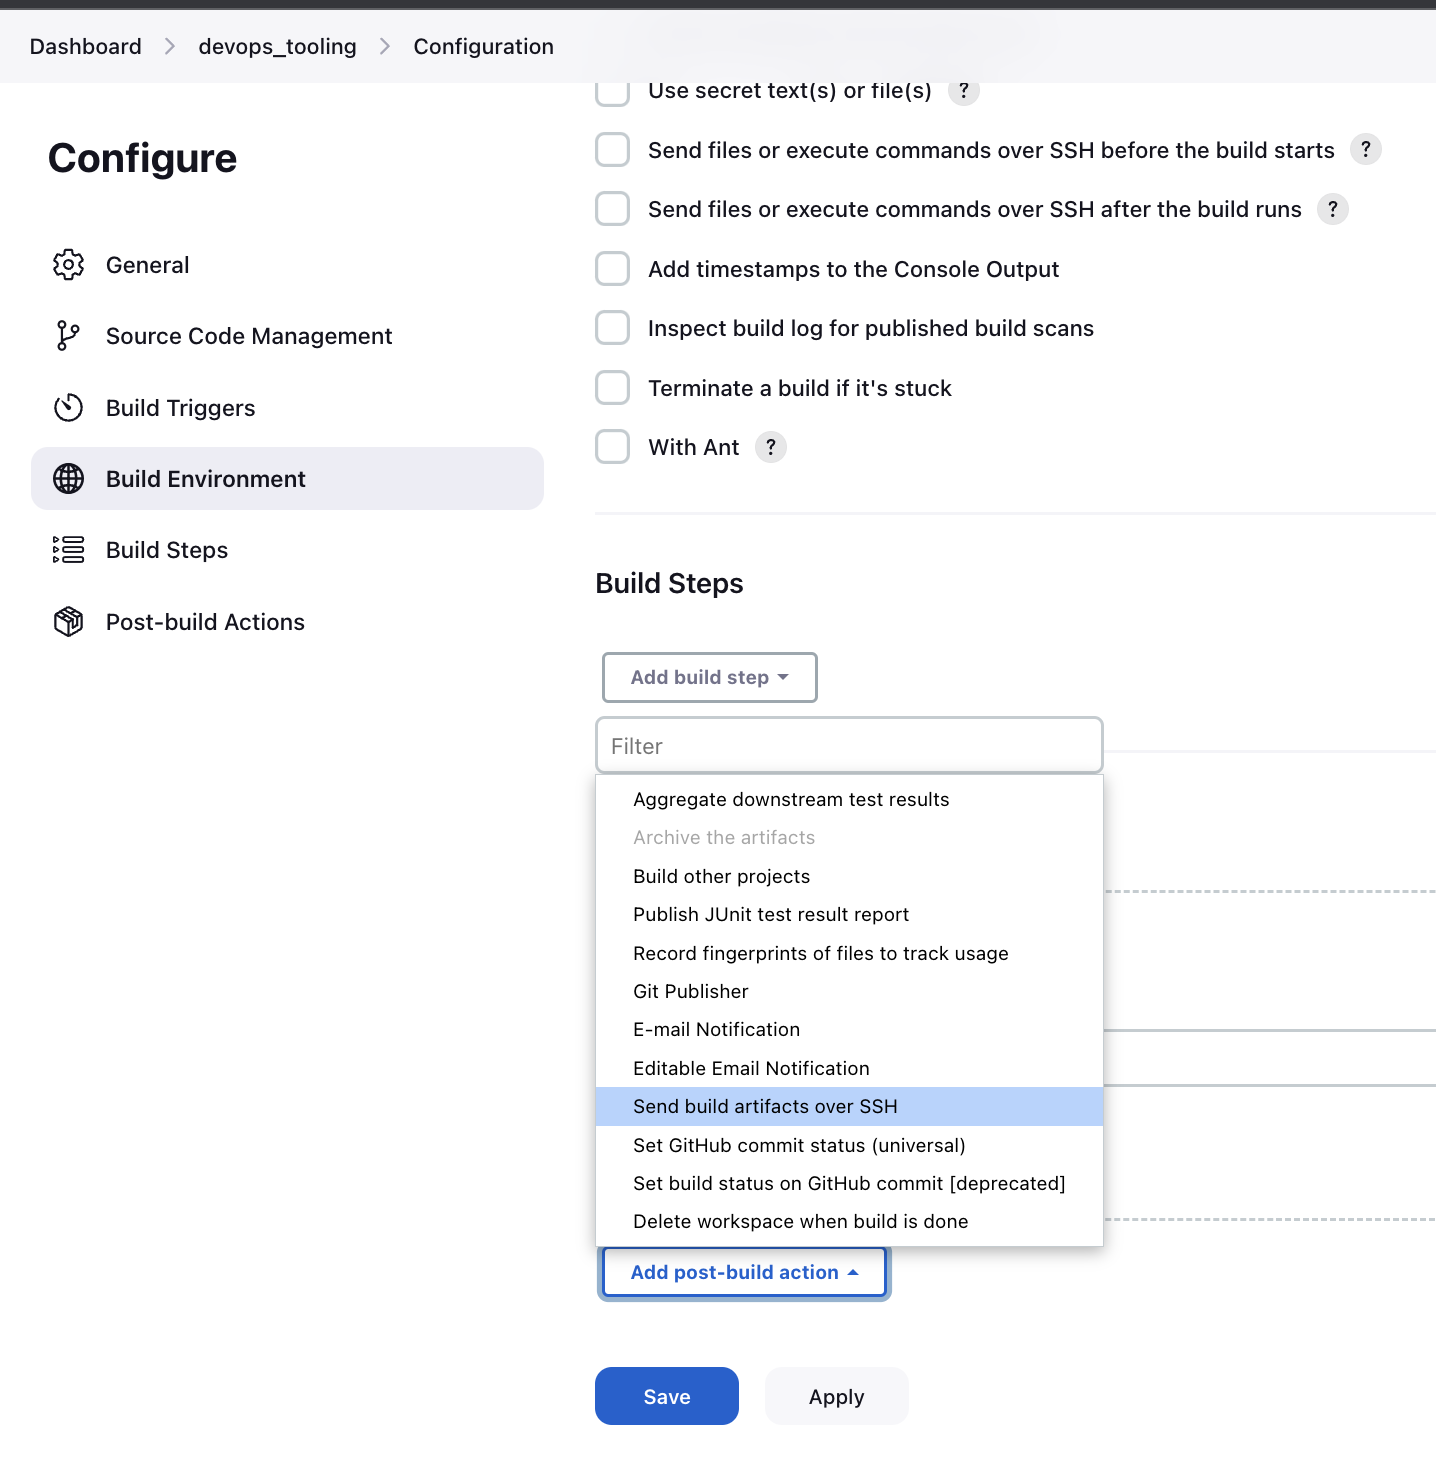 Dashboard > devops_tooling > Configuration
Configure
General
Source Code Management
Build Triggers
Build Environment
Build Steps
Post-build Actions
Use secret text(s) or file(s) ?
Send files or execute commands over SSH before the build starts ?
Send files or execute commands over SSH after the build runs ?
Add timestamps to the Console Output
Inspect build log for published build scans
Terminate a build if it's stuck
With Ant ?
Build Steps
Add build step
Filter
Aggregate downstream test results
Archive the artifacts
Build other projects
Publish JUnit test result report
Record fingerprints of files to track usage
Git Publisher
E-mail Notification
Editable Email Notification
Send build artifacts over SSH
Set GitHub commit status (universal)
Set build status on GitHub commit [deprecated]
Delete workspace when build is done
Add post-build action
Save Apply